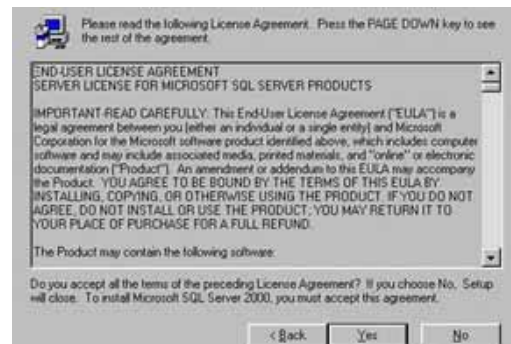 Please read the following License Agreement. Press the PAGE DOWN key to see
the rest of the agreement.
END-USER LICENSE AGREEMENT
SERVER LICENSE FOR MICROSOFT SQL SERVER PRODUCTS
IMPORTANT-READ CAREFULLY: This End-User License Agreement ("EULA") is a
legal agreement between you (either an individual or a single entity) and Microsoft
Corporation for the Microsoft software product identified above, which includes computer
software and may include associated media, printed materials, and "online" or electronic
documentation ("Product"). An amendment or addendum to this EULA may accompany
the Product. YOU AGREE TO BE BOUND BY THE TERMS OF THIS EULA BY
INSTALLING, COPYING, OR OTHERWISE USING THE PRODUCT. IF YOU DO NOT
AGREE, DO NOT INSTALL OR USE THE PRODUCT; YOU MAY RETURN IT TO
YOUR PLACE OF PURCHASE FOR A FULL REFUND.
The Product may contain the following software:
Do you accept all the terms of the preceding License Agreement? If you choose No, Setup
will close. To install Microsoft SQL Server 2000, you must accept this agreement.
< Back
Yes
No